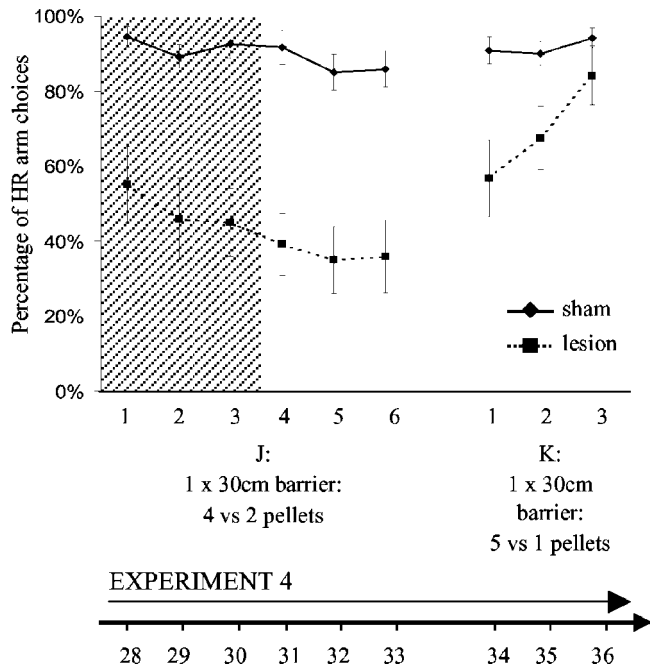 Percentage of HR arm choices
100%
80%
60%
40%
20%
0%
sham
lesion
1 2 3 4 5 6 1 2 3
J:
1 x 30cm barrier:
4 vs 2 pellets
K:
1 x 30cm
barrier:
5 vs 1 pellets
EXPERIMENT 4
28 29 30 31 32 33 34 35 36